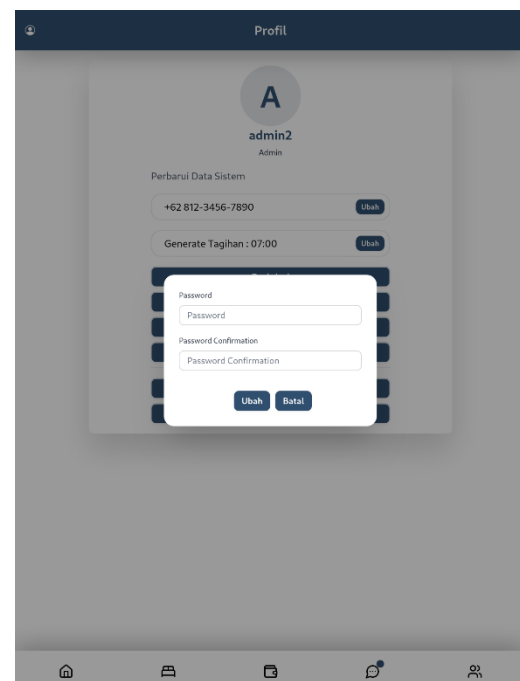 Profil
A
admin2
Admin
Perbarui Data Sistem
+62 812-3456-7890
Ubah
Generate Tagihan : 07:00
Ubah
Password
Password
Password Confirmation
Password Confirmation
Ubah Batal